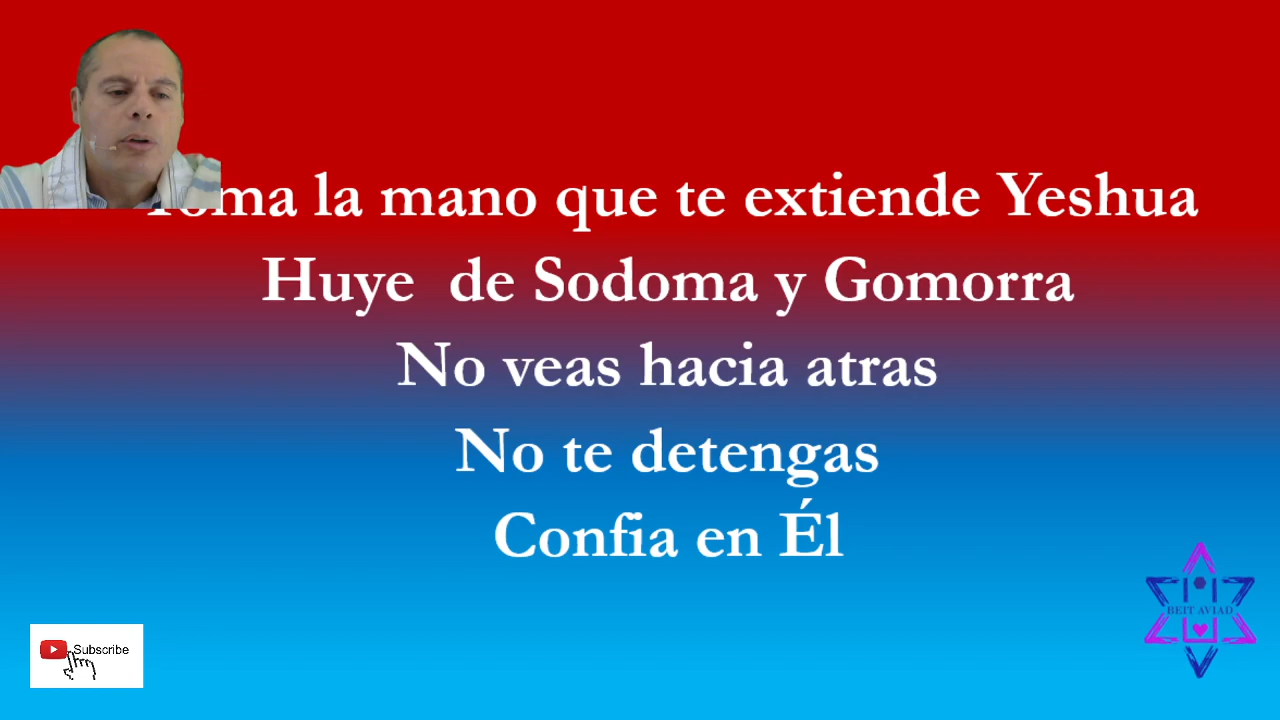 Toma la mano que te extiende Yeshua
Huye de Sodoma y Gomorra
No veas hacia atras
No te detengas
Confia en Él
BEIT AVIAD
Subscribe